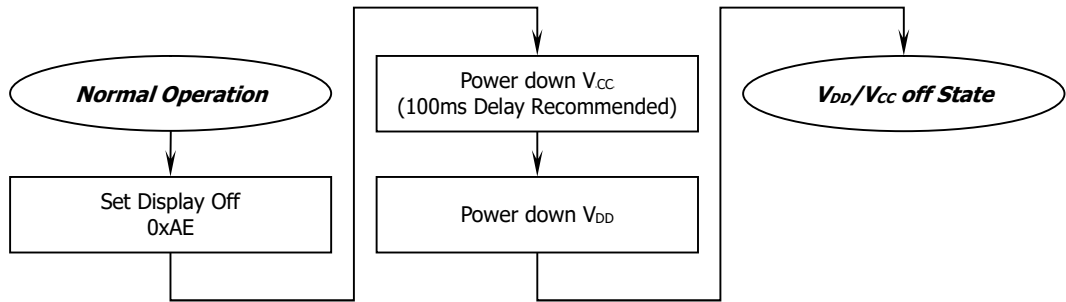 Normal Operation
Set Display Off
0xAE
Power down VCC
(100ms Delay Recommended)
Power down VDD
VDD/VCC off State